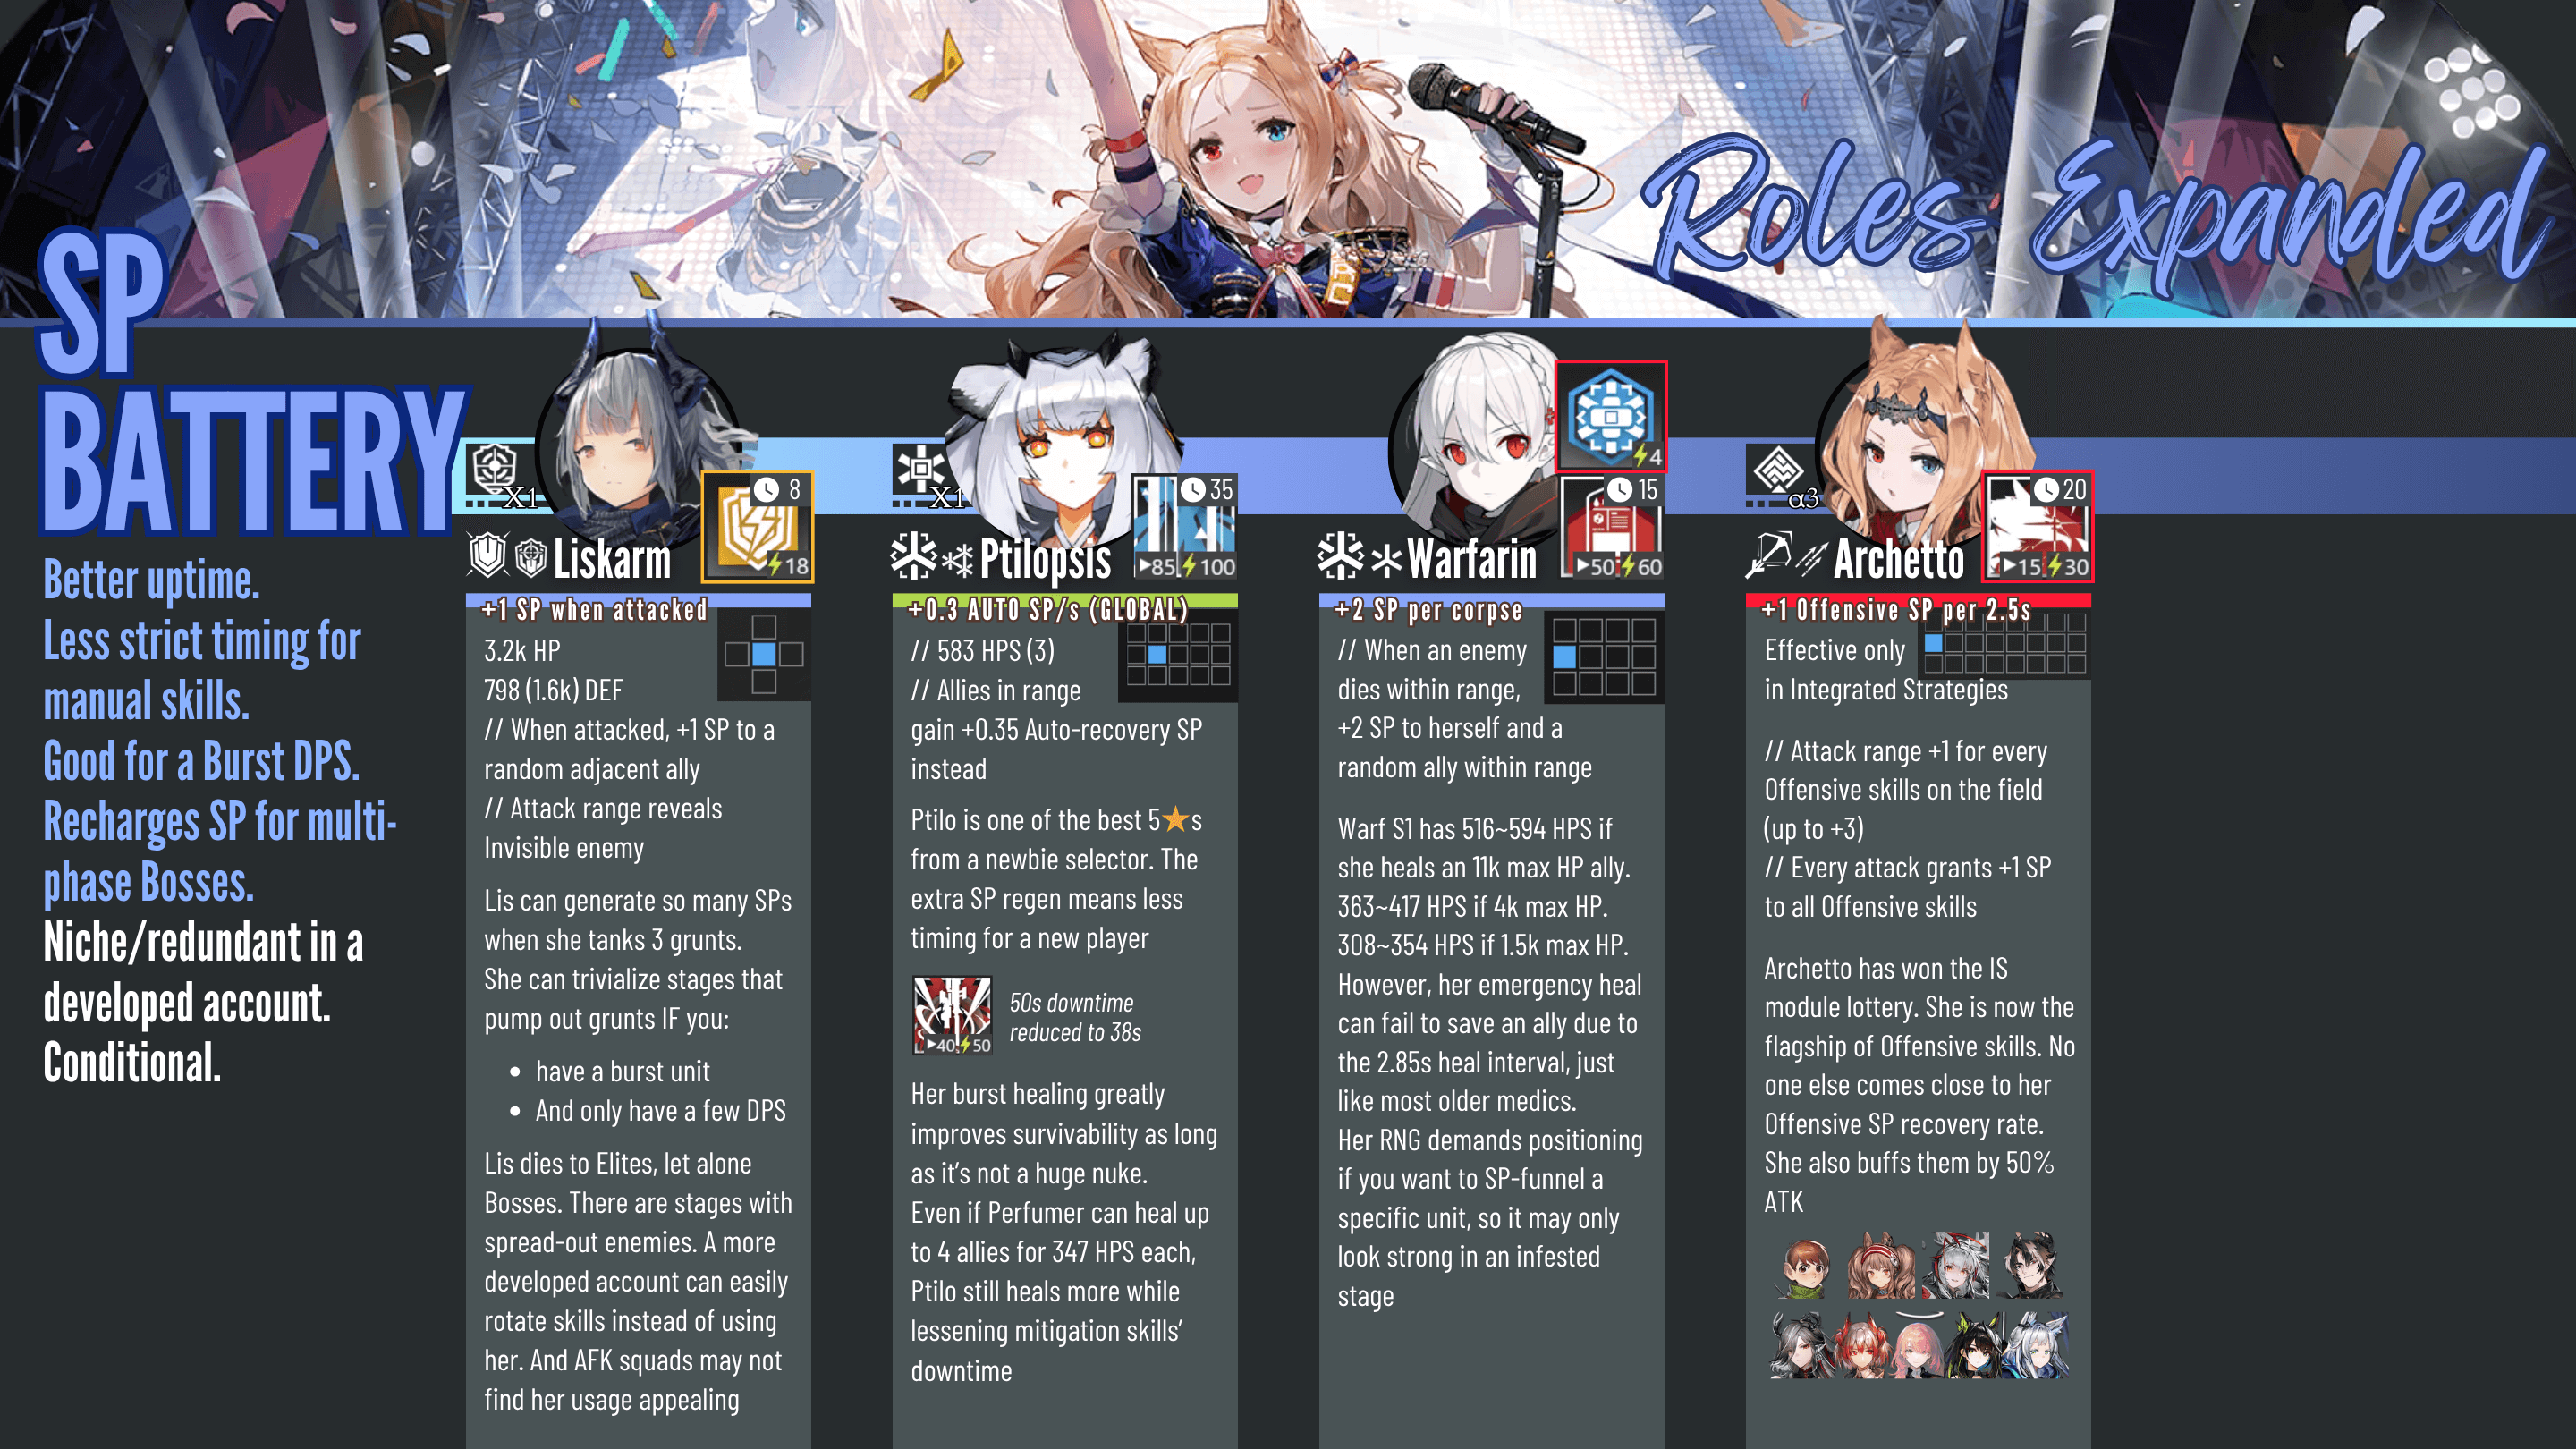 Roles Expanded
SP
BATTERY
Better uptime.
Less strict timing for
manual skills.
Good for a Burst DPS.
Recharges SP for multi-
phase Bosses.
Niche/redundant in a
developed account.
Conditional.
X1
8
18
Liskarm
+1 SP when attacked
3.2k HP
798 (1.6k) DEF
// When attacked, +1 SP to a
random adjacent ally
// Attack range reveals
Invisible enemy
Lis can generate so many SPs
when she tanks 3 grunts.
She can trivialize stages that
pump out grunts IF you:
• have a burst unit
• And only have a few DPS
Lis dies to Elites, let alone
Bosses. There are stages with
spread-out enemies. A more
developed account can easily
rotate skills instead of using
her. And AFK squads may not
find her usage appealing
X1
35
85 100
Ptilopsis
+0.3 AUTO SP/s (GLOBAL)
// 583 HPS (3)
// Allies in range
gain +0.35 Auto-recovery SP
instead
Ptilo is one of the best 5★s
from a newbie selector. The
extra SP regen means less
timing for a new player
40 50
50s downtime
reduced to 38s
Her burst healing greatly
improves survivability as long
as it's not a huge nuke.
Even if Perfumer can heal up
to 4 allies for 347 HPS each,
Ptilo still heals more while
lessening mitigation skills'
downtime
4
15
50 60
Warfarin
+2 SP per corpse
// When an enemy
dies within range,
+2 SP to herself and a
random ally within range
Warf S1 has 516~594 HPS if
she heals an 11k max HP ally.
363~417 HPS if 4k max HP.
308~354 HPS if 1.5k max HP.
However, her emergency heal
can fail to save an ally due to
the 2.85s heal interval, just
like most older medics.
Her RNG demands positioning
if you want to SP-funnel a
specific unit, so it may only
look strong in an infested
stage
α3
20
15 30
Archetto
+1 Offensive SP per 2.5s
Effective only
in Integrated Strategies
// Attack range +1 for every
Offensive skills on the field
(up to +3)
// Every attack grants +1 SP
to all Offensive skills
Archetto has won the IS
module lottery. She is now the
flagship of Offensive skills. No
one else comes close to her
Offensive SP recovery rate.
She also buffs them by 50%
ATK